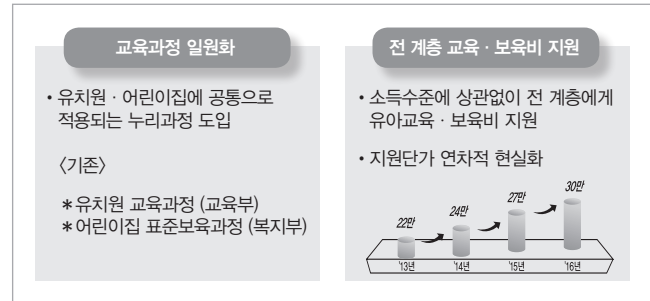 교육과정 일원화
• 유치원 · 어린이집에 공통으로
적용되는 누리과정 도입
〈기존〉
*유치원 교육과정 (교육부)
*어린이집 표준보육과정 (복지부)
전 계층 교육 · 보육비 지원
• 소득수준에 상관없이 전 계층에게
유아교육 · 보육비 지원
• 지원단가 연차적 현실화
22만 24만 27만 30만
'13년 '14년 '15년 '16년